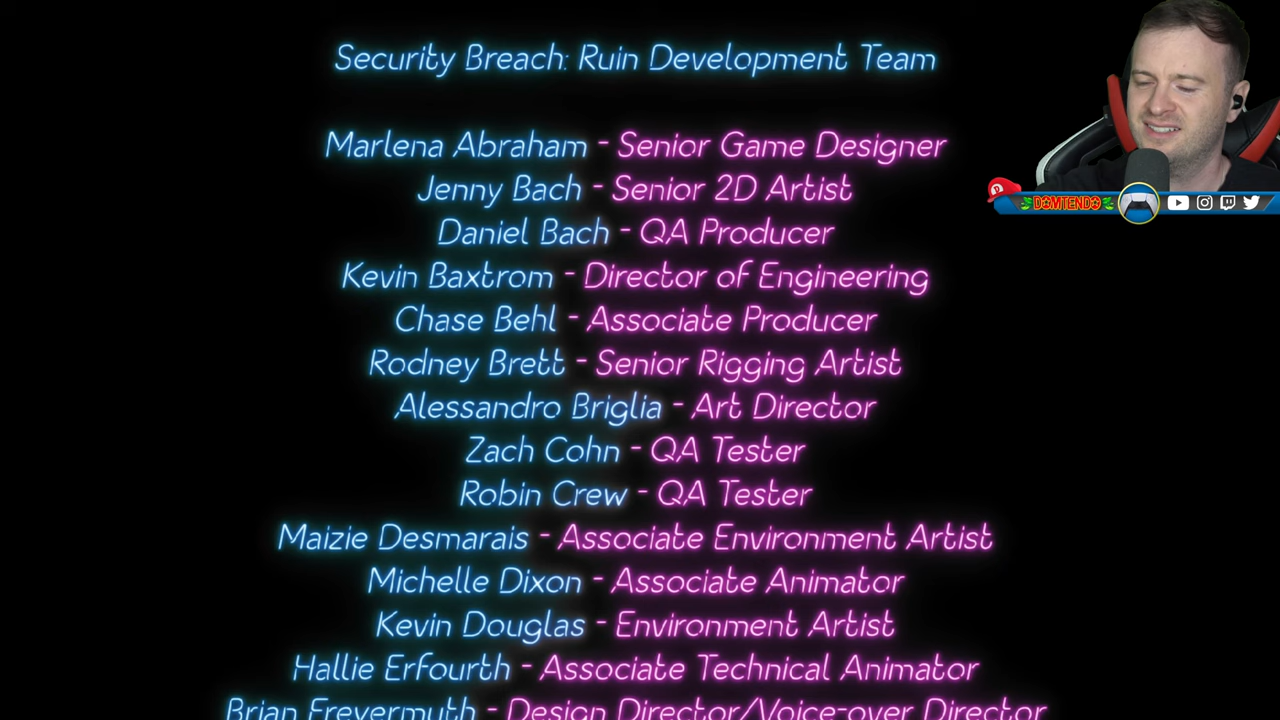 Security Breach: Ruin Development Team
Marlena Abraham - Senior Game Designer
Jenny Bach - Senior 2D Artist
Daniel Bach - QA Producer
Kevin Baxtrom - Director of Engineering
Chase Behl - Associate Producer
Rodney Brett - Senior Rigging Artist
Alessandro Briglia - Art Director
Zach Cohn - QA Tester
Robin Crew - QA Tester
Maizie Desmarais - Associate Environment Artist
Michelle Dixon - Associate Animator
Kevin Douglas - Environment Artist
Hallie Erfourth - Associate Technical Animator
Brian Freyermuth - Design Director/Voice-over Director
D
DOMTENDO